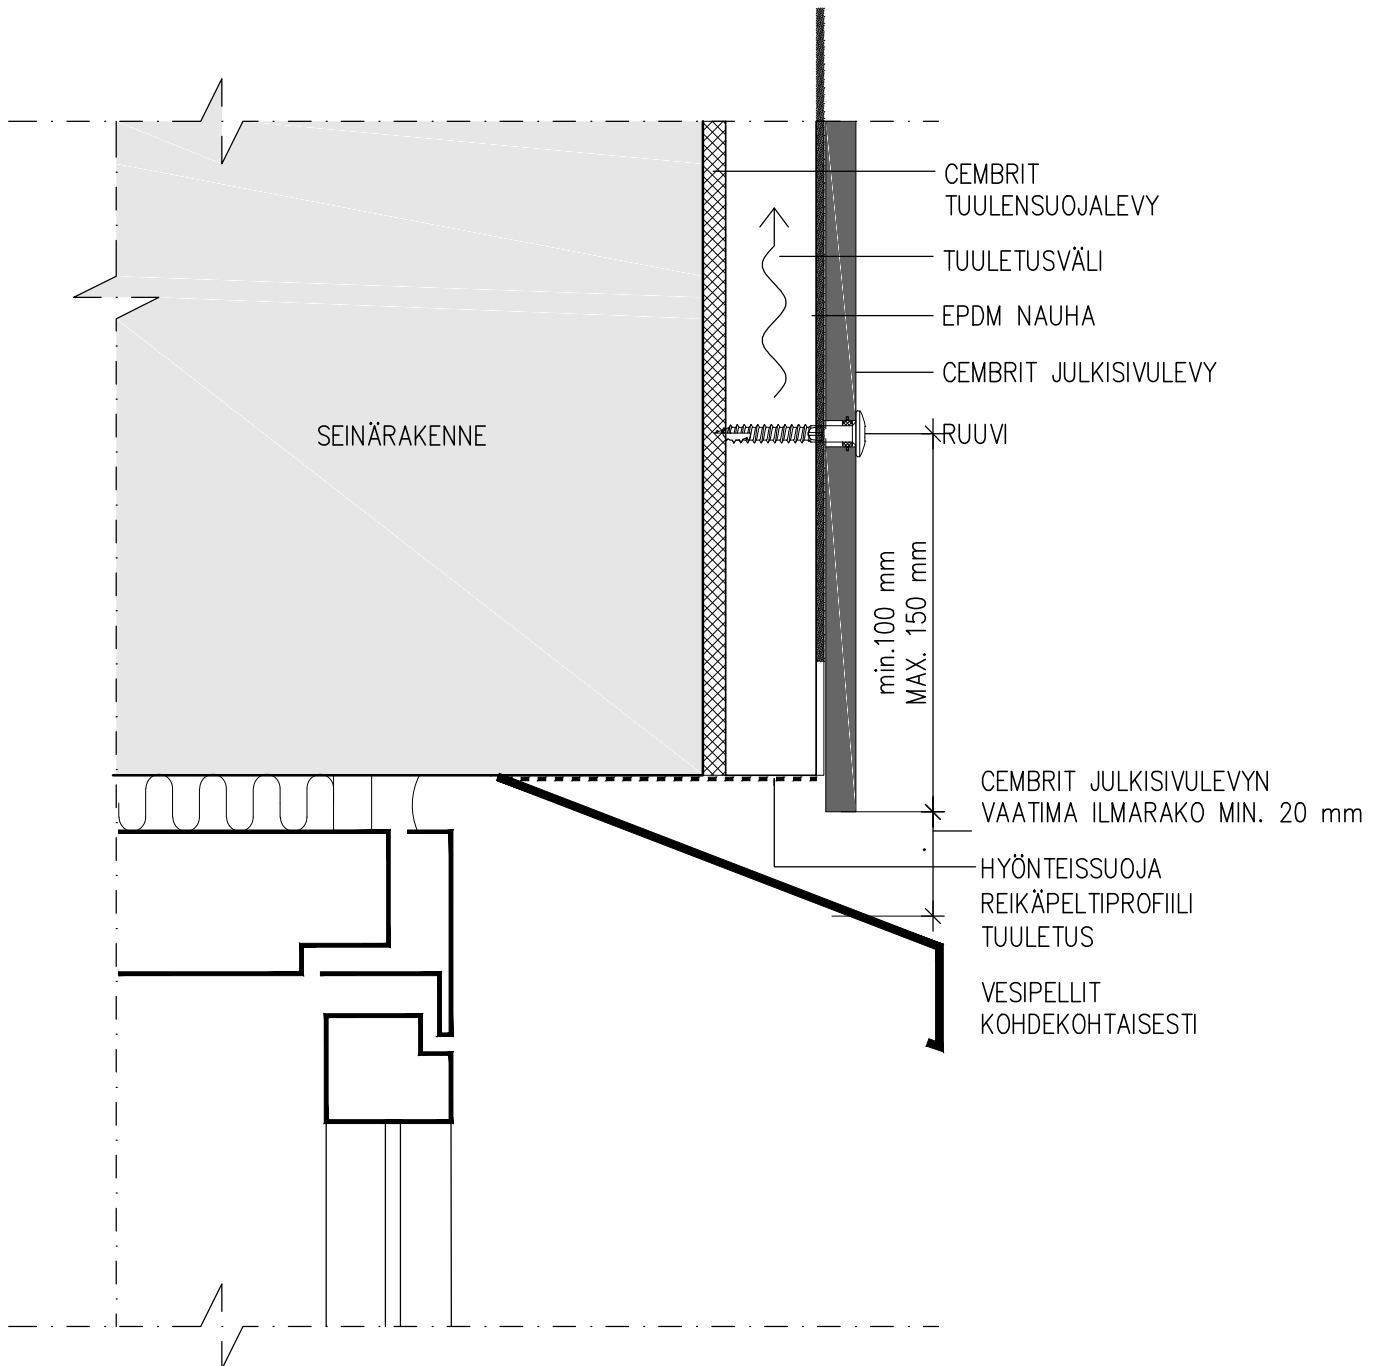 CEMBRIT
TUULENSUOJALEVY
TUULETUSVÄLI
EPDM NAUHA
CEMBRIT JULKISIVULEVY
SEINÄRAKENNE
RUUVI
min.100 mm
MAX. 150 mm
CEMBRIT JULKISIVULEVYN
VAATIMA ILMARAKO MIN. 20 mm
HYÖNTEISSUOJA
REIKÄPELTIPROFIILI
TUULETUS
VESIPELLIT
KOHDEKOHTAISESTI